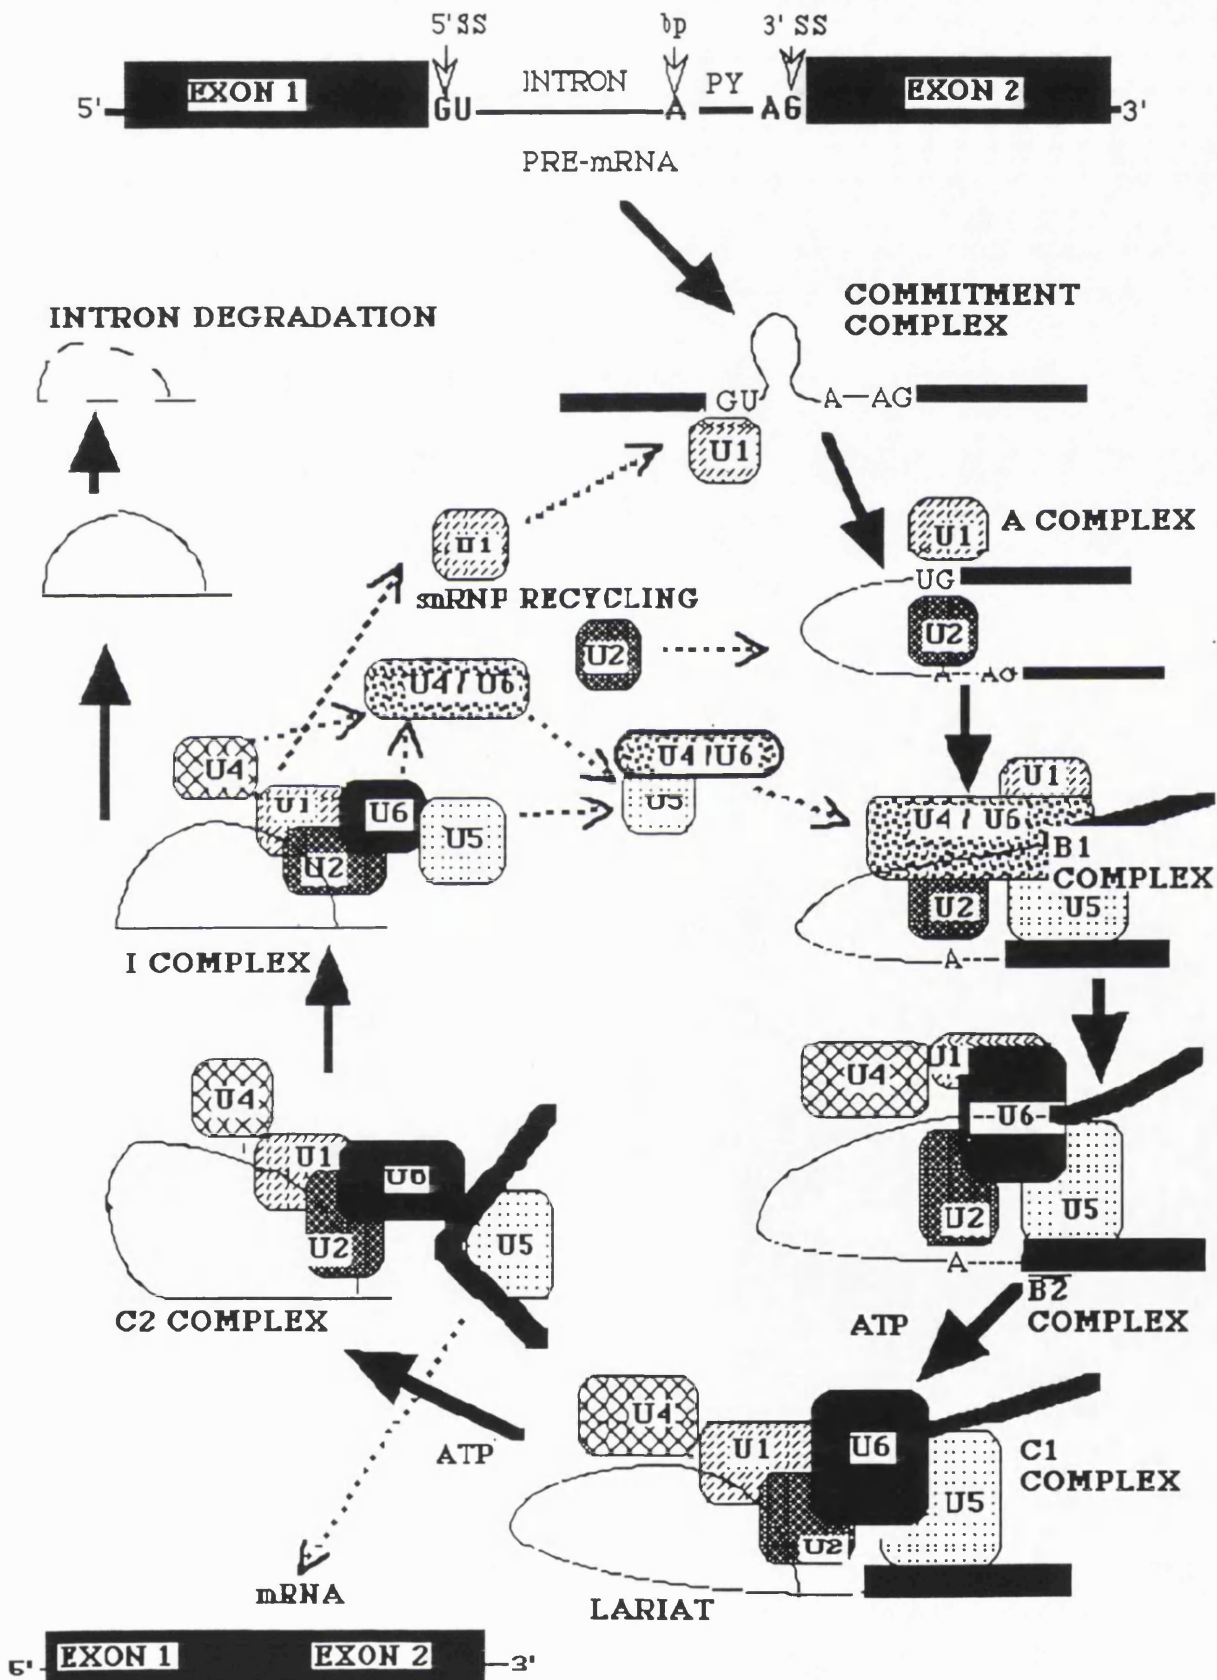 5'SS bp 3'SS
EXON 1 INTRON PY EXON 2
5' GU A AG 3'
PRE-mRNA
COMMITMENT
COMPLEX
INTRON DEGRADATION
GU A—AG
U1
U1 A COMPLEX
U1
UG
snRNP RECYCLING
U2
U2
A AG
U4 / U6
U4 / U6
U4
U1
U5
U1
U6
U4 / U6
U5
B1
COMPLEX
U2
U2
U5
A
I COMPLEX
U1
U4
U4
--U6-
U1
U6
U2
U5
U2
U5
A
C2 COMPLEX
B2
COMPLEX
ATP
U4
U1
U6
C1
COMPLEX
ATP
U5
U2
mRNA
LARIAT
5' EXON 1 EXON 2 3'